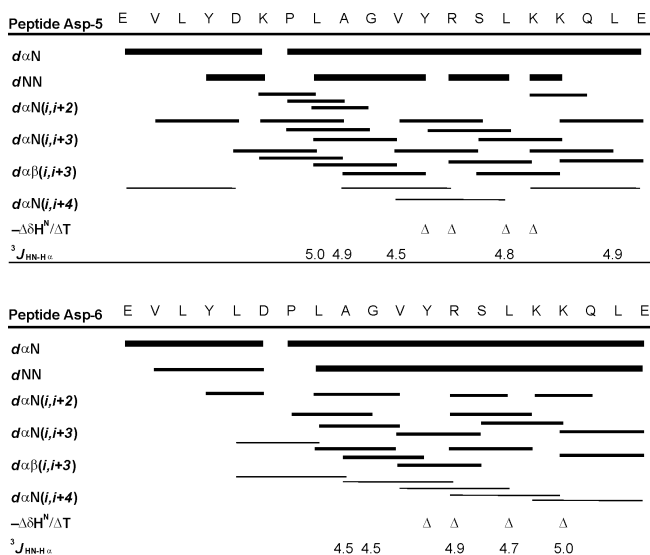 Peptide Asp-5 E V L Y D K P L A G V Y R S L K K Q L E
dαN
dNN
dαN(i,i+2)
dαN(i,i+3)
dαβ(i,i+3)
dαN(i,i+4)
−ΔδHᴺ/ΔT Δ Δ Δ Δ
³JHN-Hα 5.0 4.9 4.5 4.8 4.9
Peptide Asp-6 E V L Y L D P L A G V Y R S L K K Q L E
dαN
dNN
dαN(i,i+2)
dαN(i,i+3)
dαβ(i,i+3)
dαN(i,i+4)
−ΔδHᴺ/ΔT Δ Δ Δ Δ
³JHN-Hα 4.5 4.5 4.9 4.7 5.0